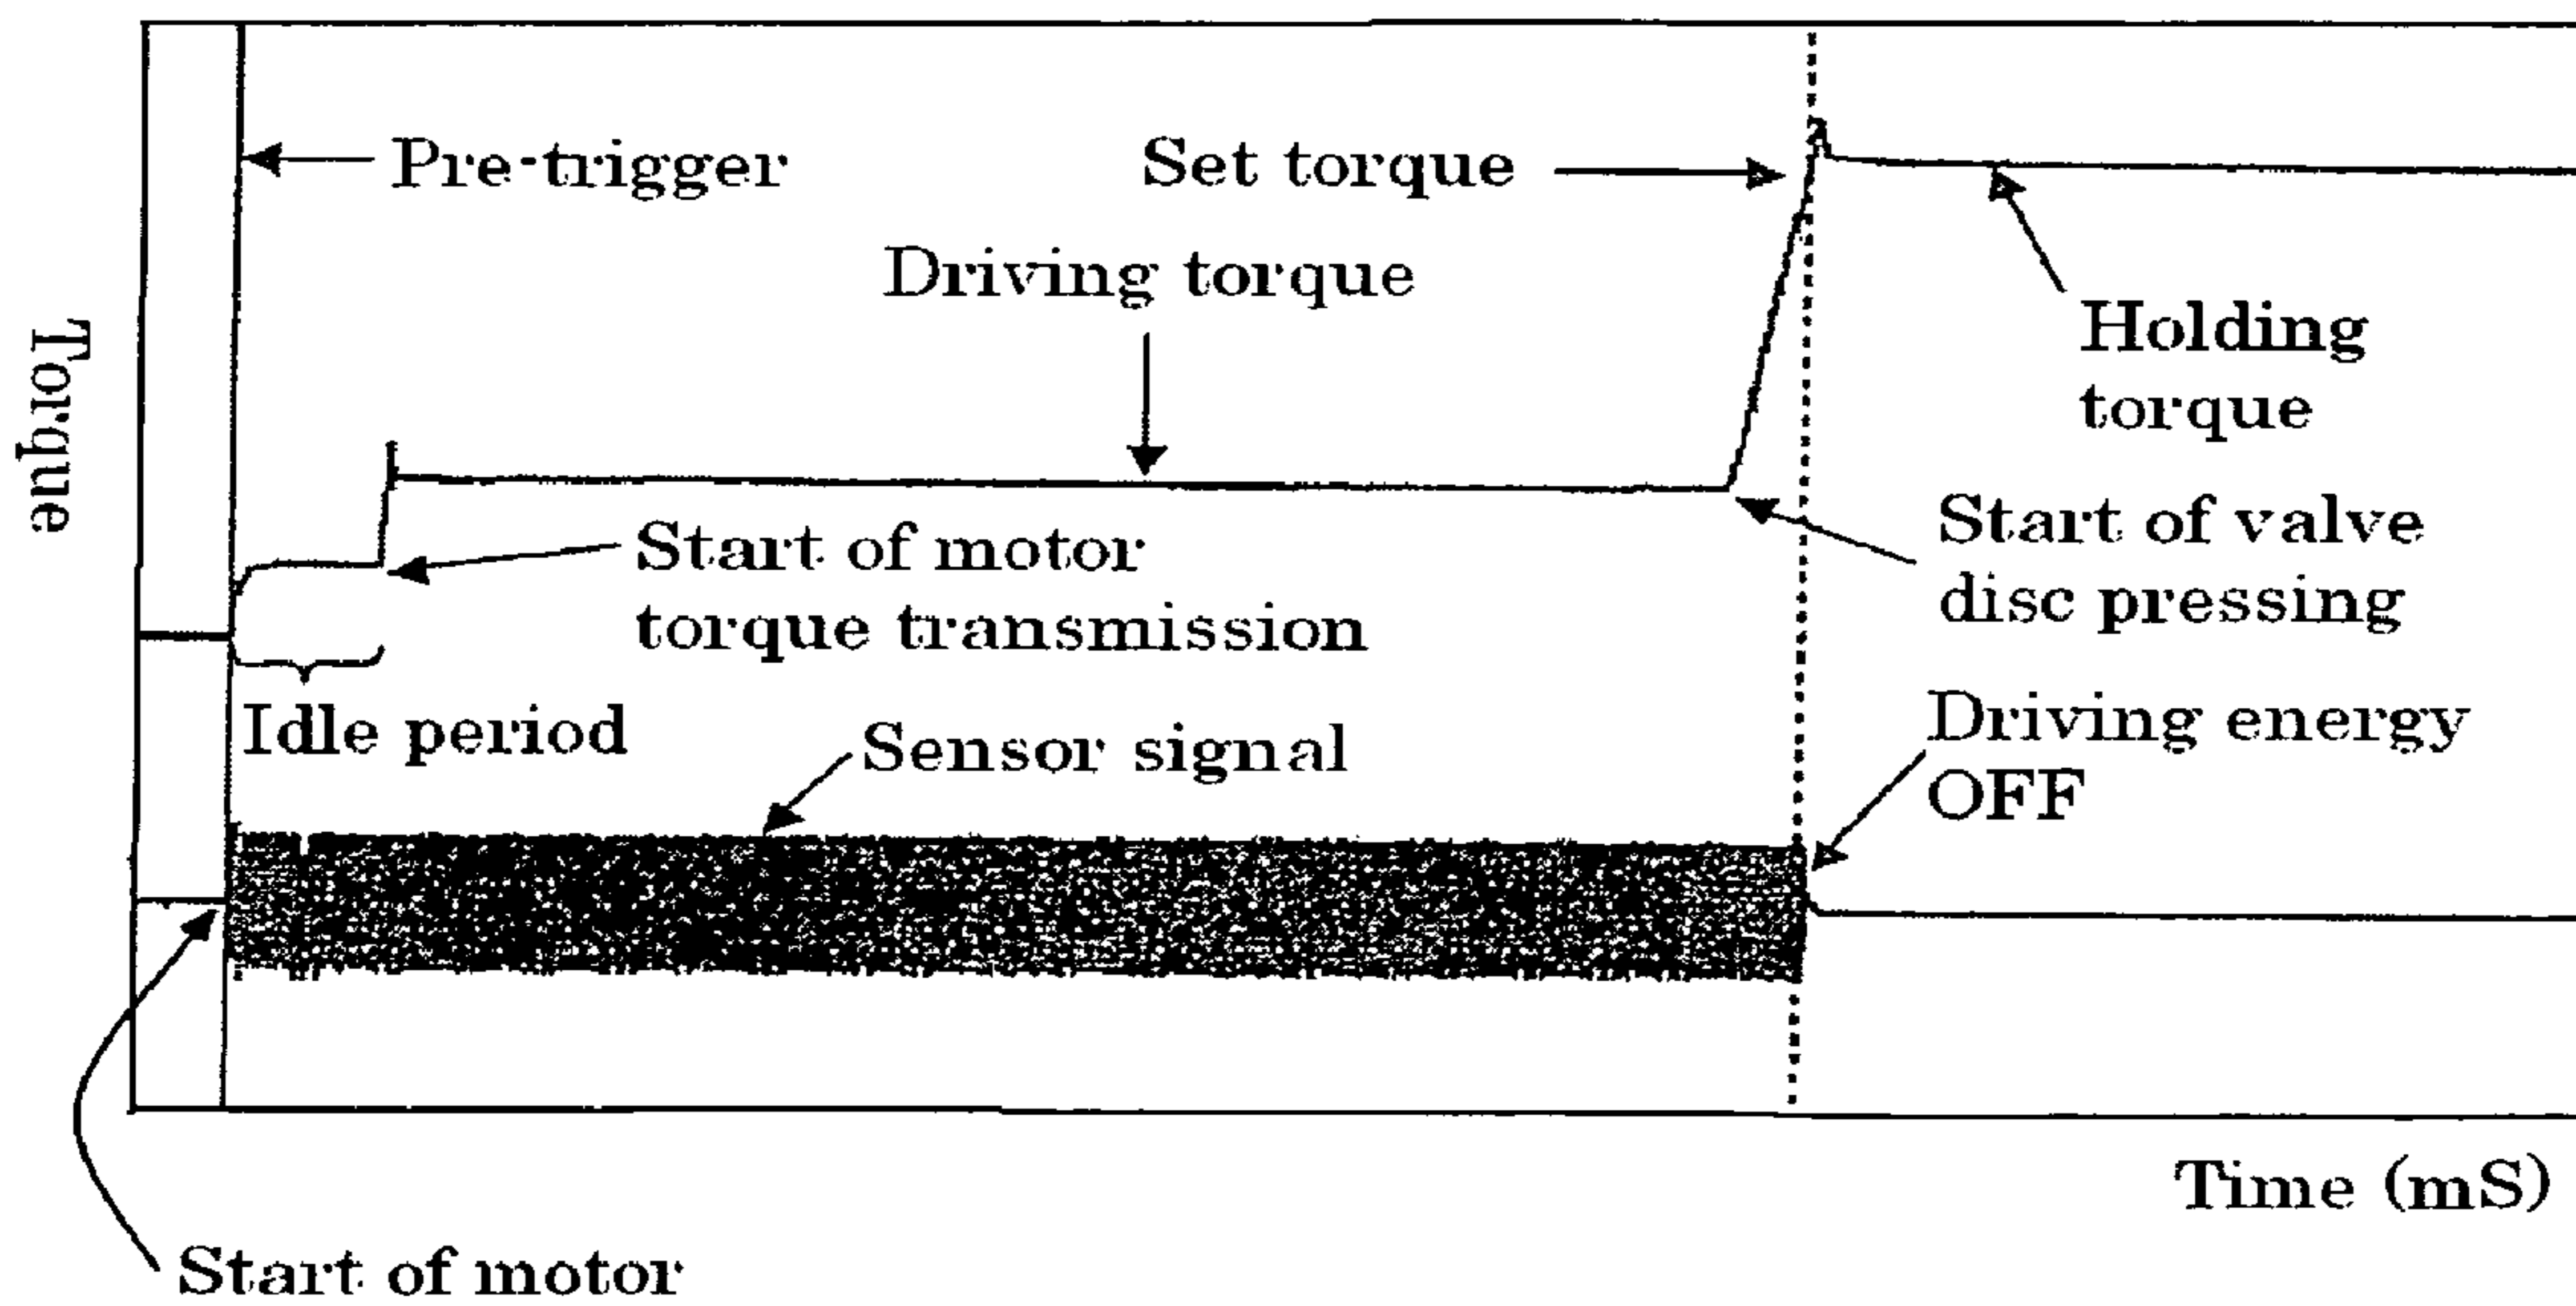 Pre-trigger
Set torque
Driving torque
Holding
torque
Torque
Start of motor
torque transmission
Start of valve
disc pressing
Idle period
Sensor signal
Driving energy
OFF
Time (mS)
Start of motor